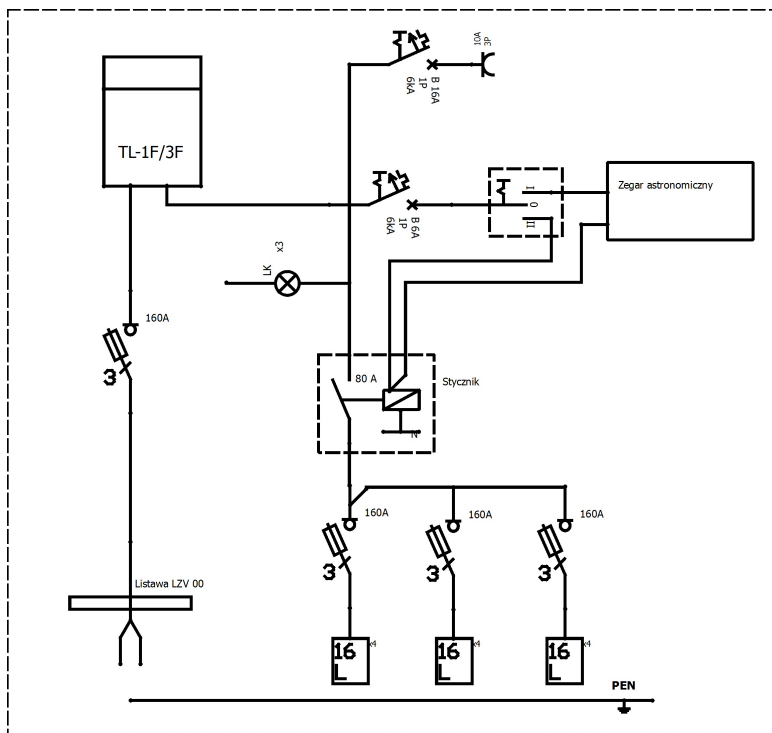 10A
3P
B 16A
1P
6kA
TL-1F/3F
Zegar astronomiczny
I
0
II
B 6A
1P
6kA
x3
LK
160A
3
80 A
Stycznik
N
160A
160A
160A
3
3
3
Listawa LZV 00
16
L
x4
16
L
x4
16
L
x4
PEN